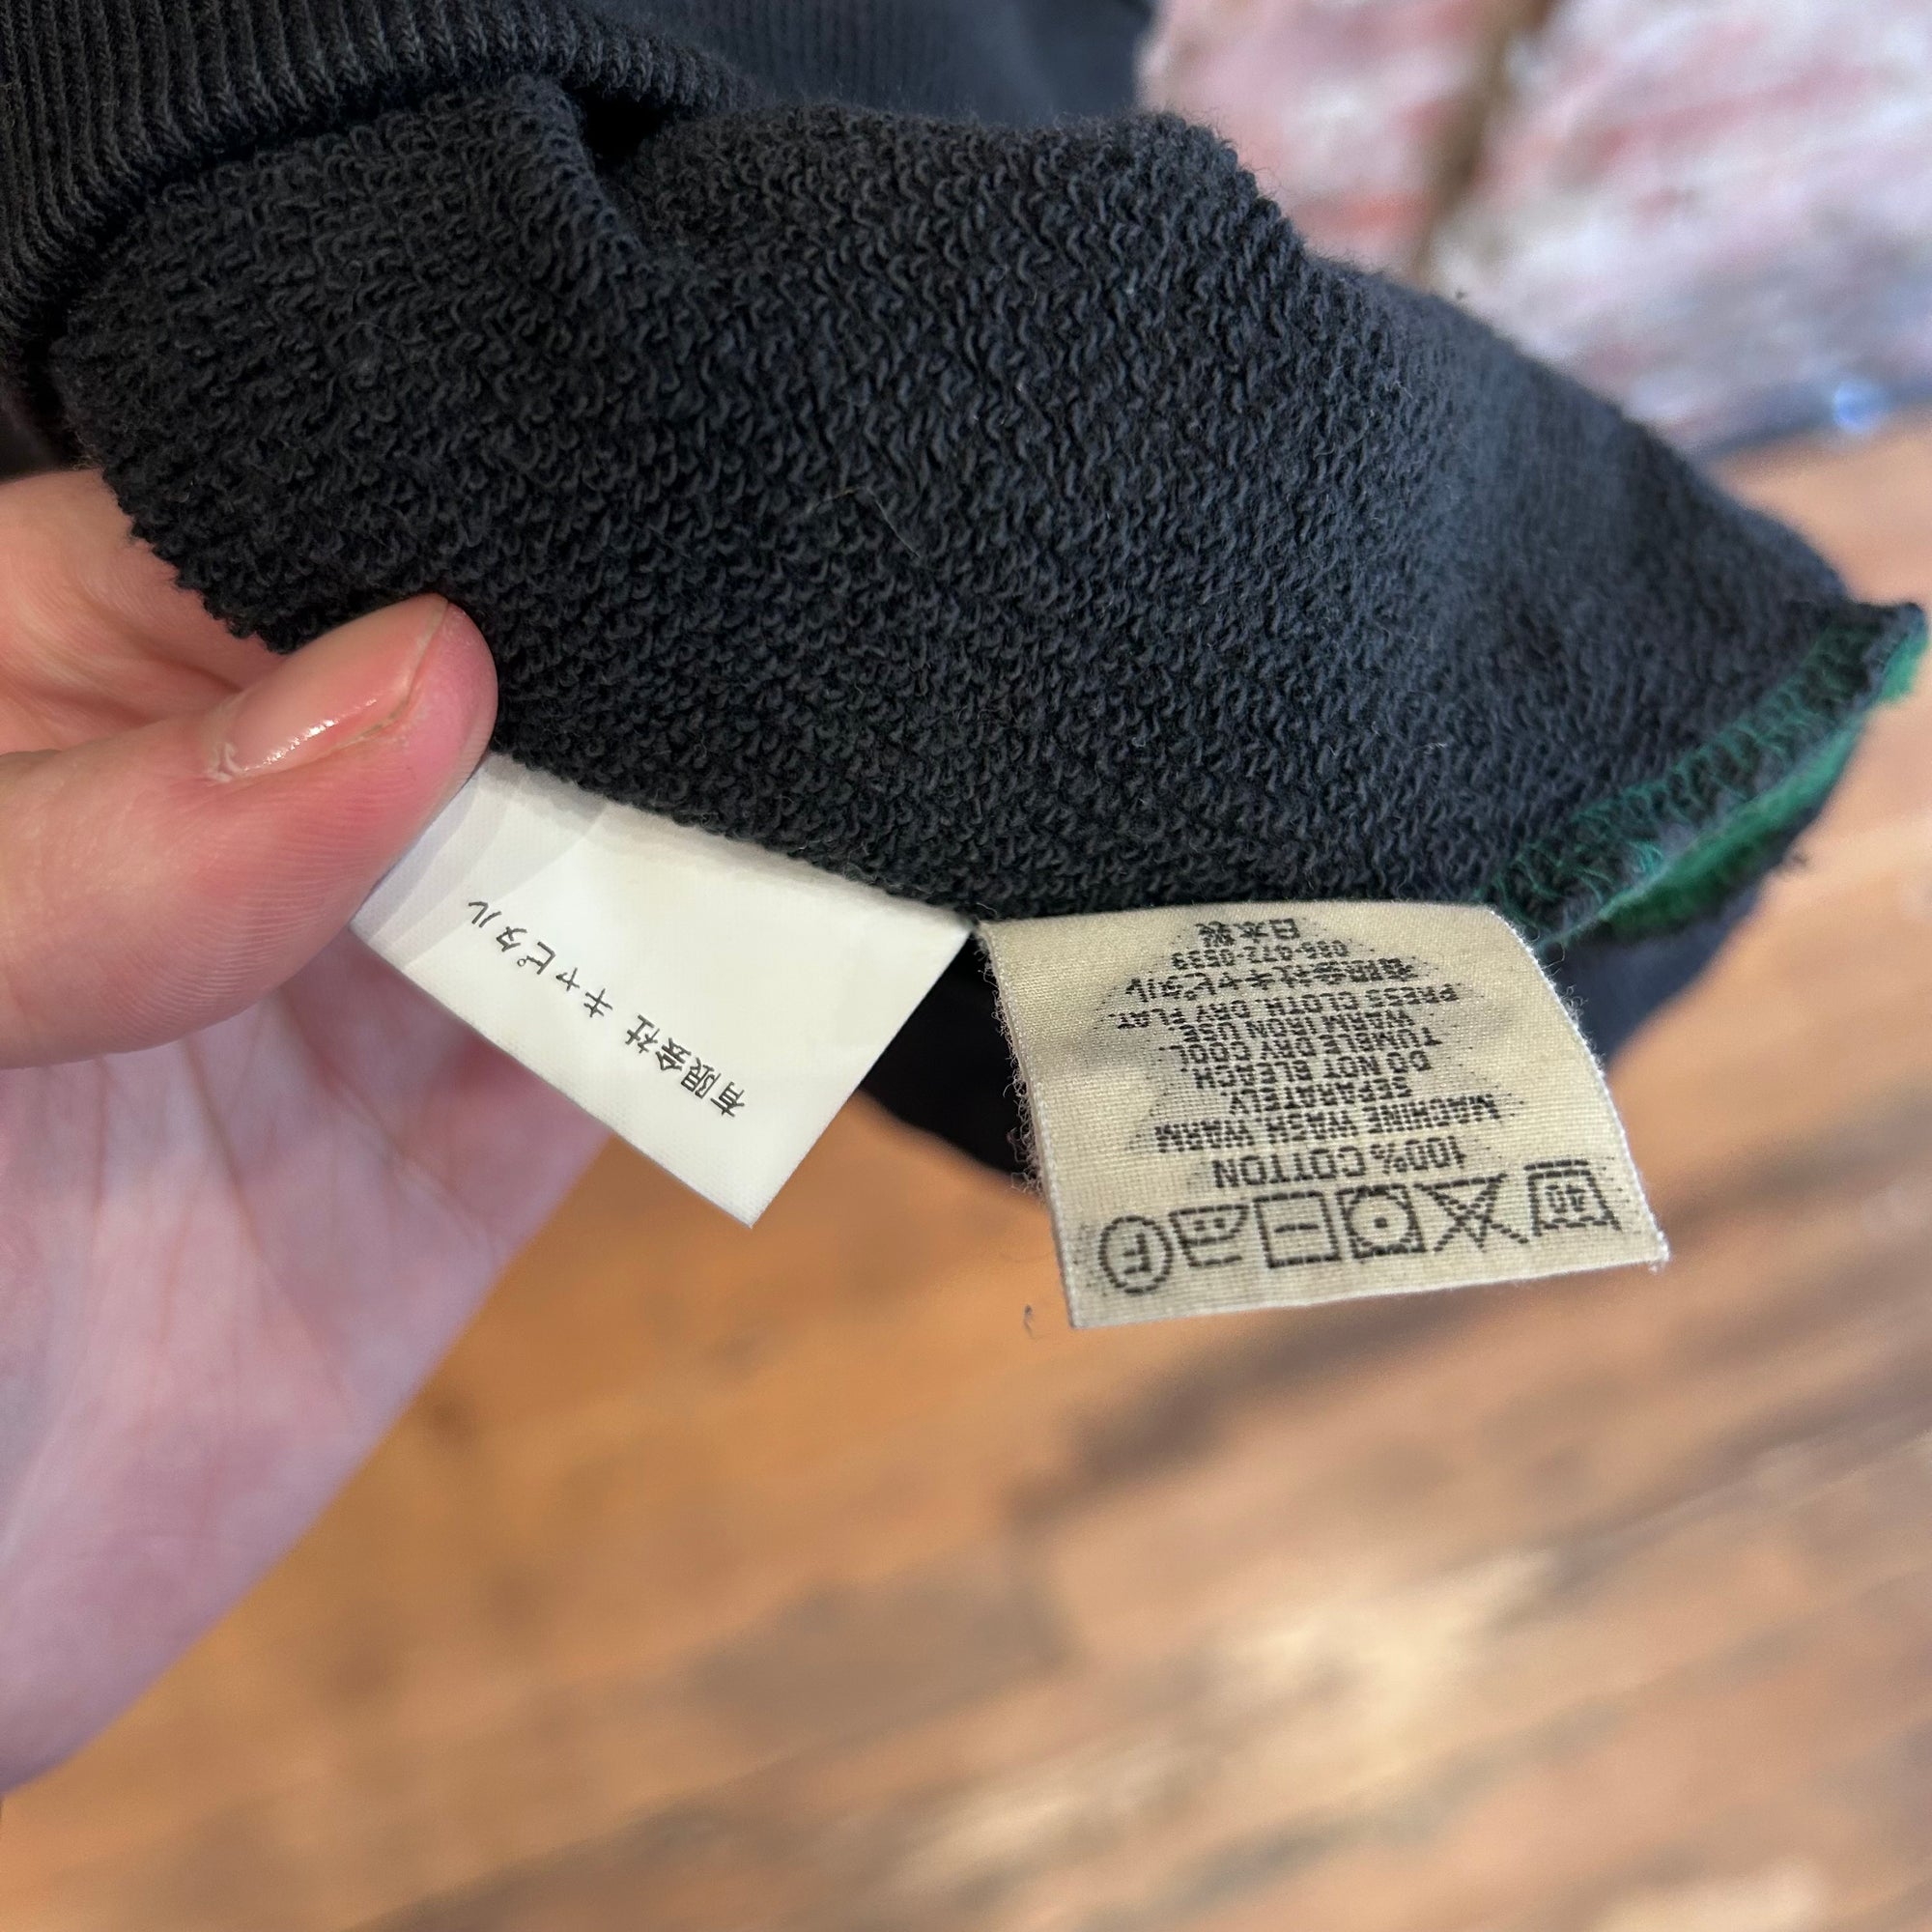 有限会社 キャピタル
40
F
100% COTTON
MACHINE WASH WARM
SEPARATELY.
DO NOT BLEACH.
TUMBLE DRY COOL.
WARM IRON USE
PRESS CLOTH. DRY FLAT.
有限会社キャピタル
086-472-0539
日本製